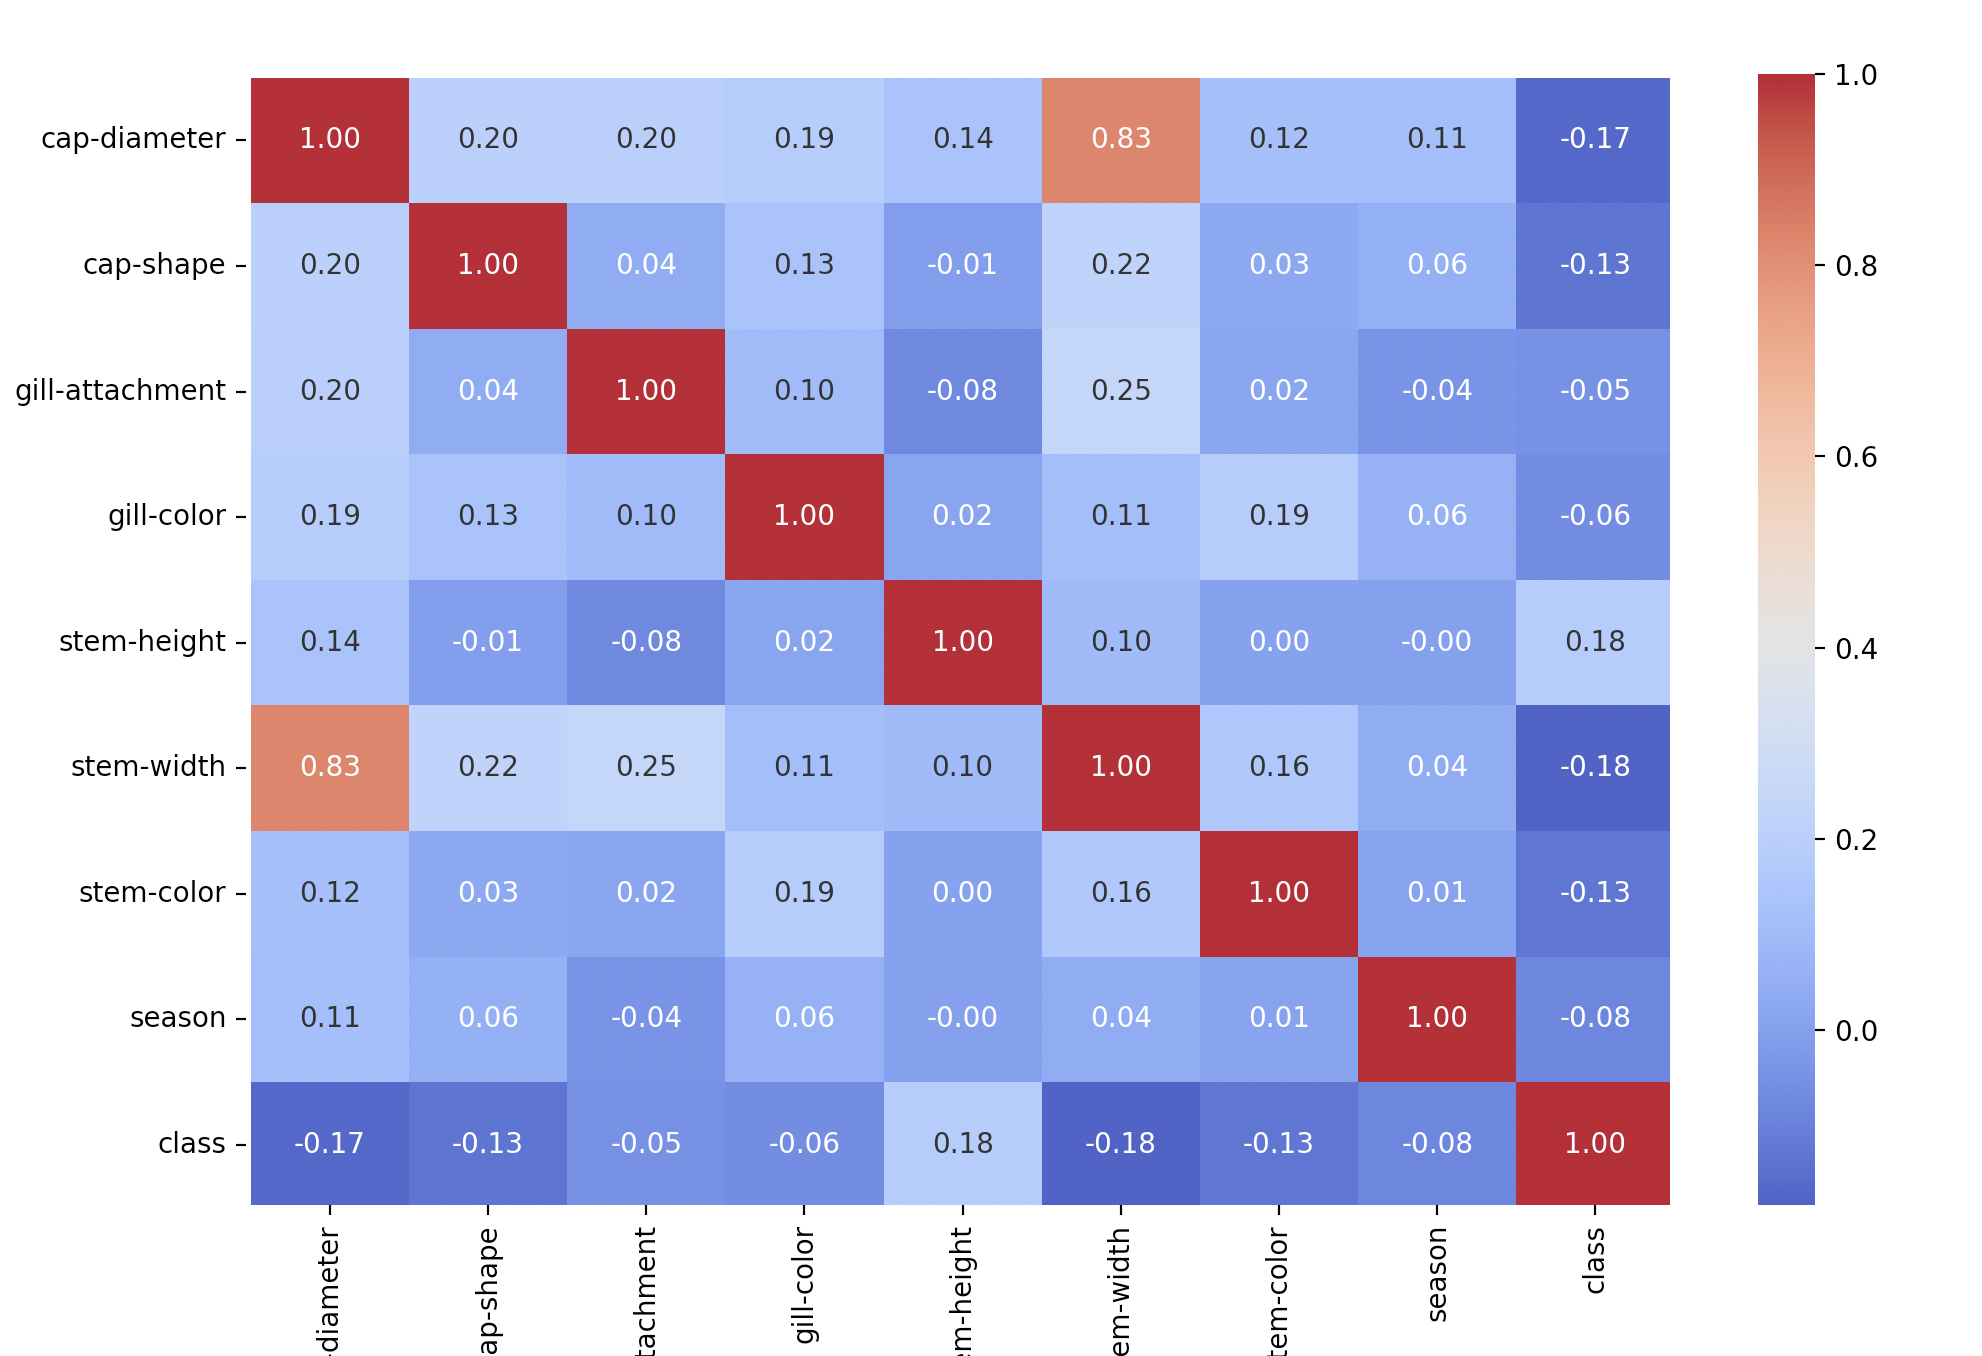 cap-diameter 1.00 0.20 0.20 0.19 0.14 0.83 0.12 0.11 -0.17
cap-shape 0.20 1.00 0.04 0.13 -0.01 0.22 0.03 0.06 -0.13
gill-attachment 0.20 0.04 1.00 0.10 -0.08 0.25 0.02 -0.04 -0.05
gill-color 0.19 0.13 0.10 1.00 0.02 0.11 0.19 0.06 -0.06
stem-height 0.14 -0.01 -0.08 0.02 1.00 0.10 0.00 -0.00 0.18
stem-width 0.83 0.22 0.25 0.11 0.10 1.00 0.16 0.04 -0.18
stem-color 0.12 0.03 0.02 0.19 0.00 0.16 1.00 0.01 -0.13
season 0.11 0.06 -0.04 0.06 -0.00 0.04 0.01 1.00 -0.08
class -0.17 -0.13 -0.05 -0.06 0.18 -0.18 -0.13 -0.08 1.00
-diameter
ap-shape
tachment
gill-color
em-height
em-width
tem-color
season
class
1.0
0.8
0.6
0.4
0.2
0.0